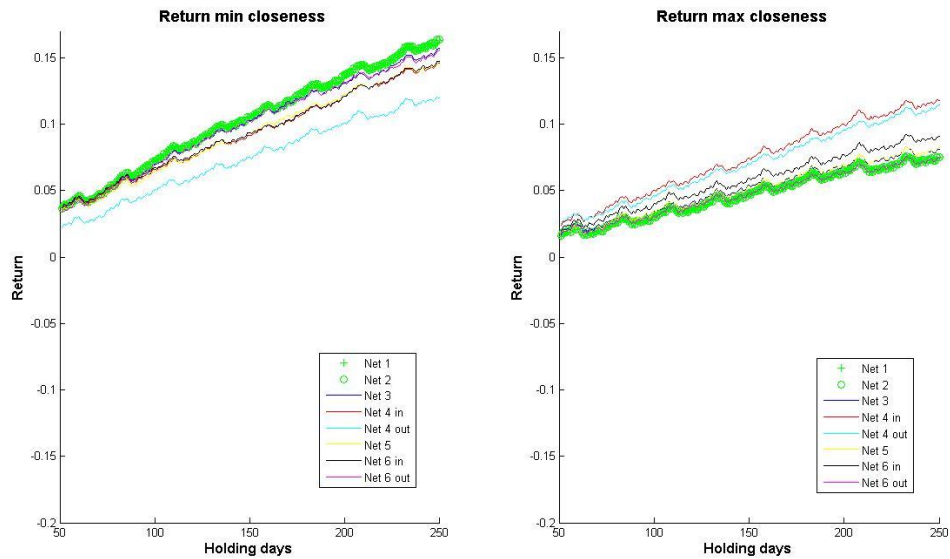 Return min closeness
0.15
0.1
0.05
0
-0.05
-0.1
-0.15
-0.2
Return
50
100
150
200
250
Holding days
Net 1
Net 2
Net 3
Net 4 in
Net 4 out
Net 5
Net 6 in
Net 6 out
Return max closeness
0.15
0.1
0.05
0
-0.05
-0.1
-0.15
-0.2
Return
50
100
150
200
250
Holding days
Net 1
Net 2
Net 3
Net 4 in
Net 4 out
Net 5
Net 6 in
Net 6 out